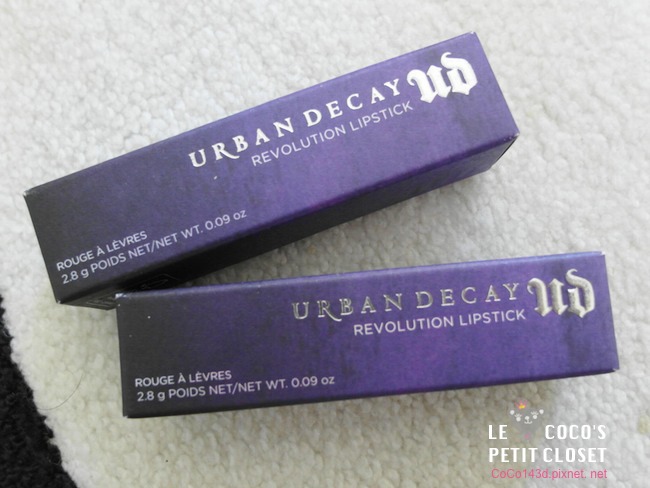 URBAN DECAY UD
REVOLUTION LIPSTICK
ROUGE À LÈVRES
2.8 g POIDS NET/NET WT. 0.09 oz
URBAN DECAY UD
REVOLUTION LIPSTICK
ROUGE À LÈVRES
2.8 g POIDS NET/NET WT. 0.09 oz
LE COCO'S
PETIT CLOSET
CoCo143d.pixnet. net